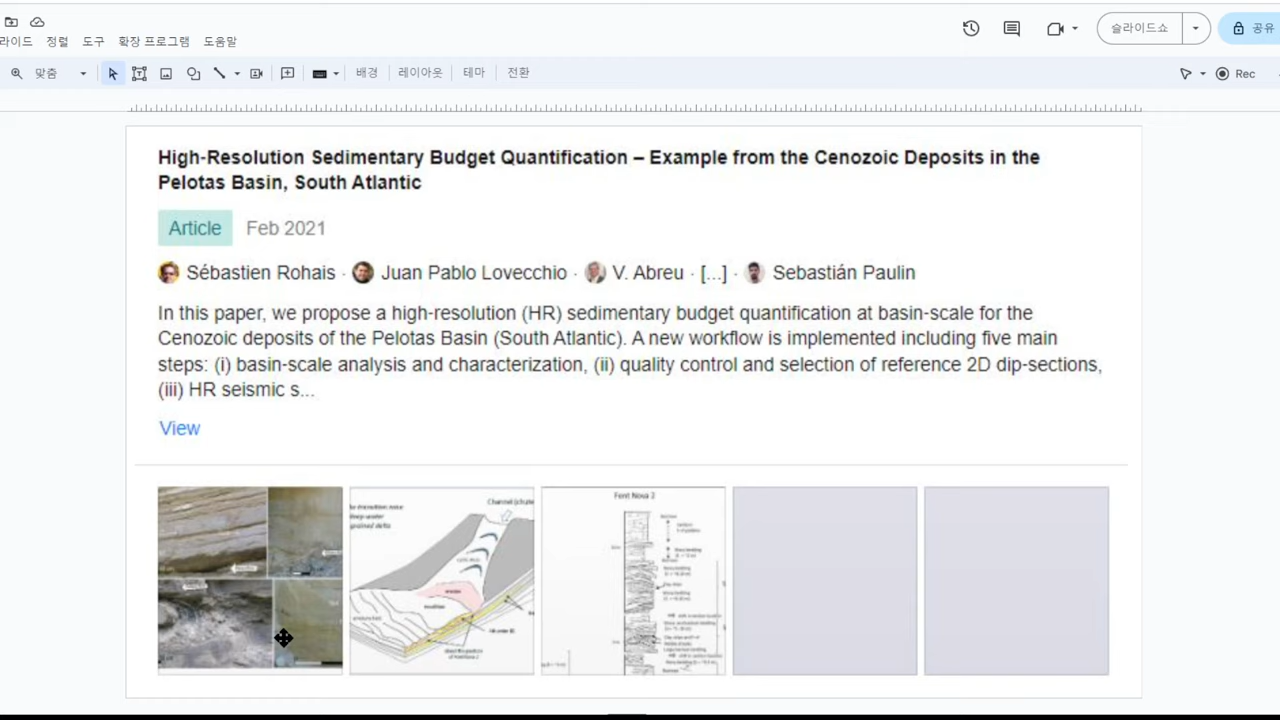 라이드 정렬 도구 확장 프로그램 도움말
슬라이드쇼 공유
맞춤 배경 레이아웃 테마 전환 Rec
High-Resolution Sedimentary Budget Quantification – Example from the Cenozoic Deposits in the
Pelotas Basin, South Atlantic
Article Feb 2021
Sébastien Rohais · Juan Pablo Lovecchio · V. Abreu · [...] · Sebastián Paulin
In this paper, we propose a high-resolution (HR) sedimentary budget quantification at basin-scale for the
Cenozoic deposits of the Pelotas Basin (South Atlantic). A new workflow is implemented including five main
steps: (i) basin-scale analysis and characterization, (ii) quality control and selection of reference 2D dip-sections,
(iii) HR seismic s...
View
Font Nova 2